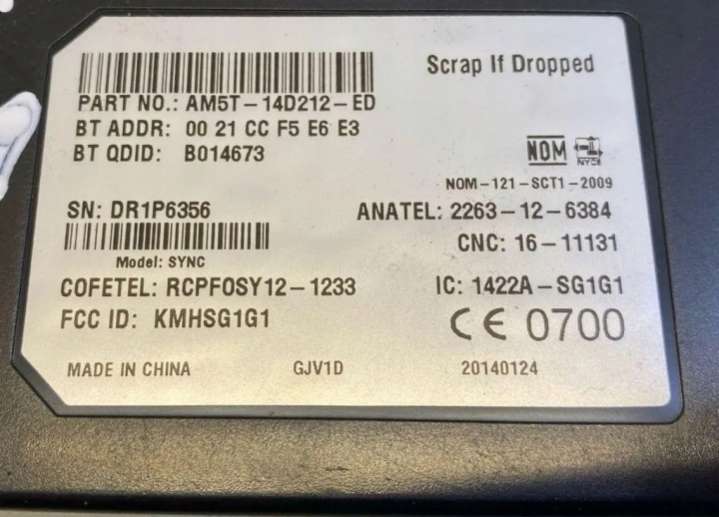 Scrap If Dropped
PART NO.: AM5T-14D212-ED
BT ADDR: 00 21 CC F5 E6 E3
BT QDID: B014673
NOM NYCE
NOM-121-SCT1-2009
SN: DR1P6356
ANATEL: 2263-12-6384
CNC: 16-11131
Model: SYNC
COFETEL: RCPFOSY12-1233
IC: 1422A-SG1G1
FCC ID: KMHSG1G1
CE 0700
MADE IN CHINA GJV1D 20140124